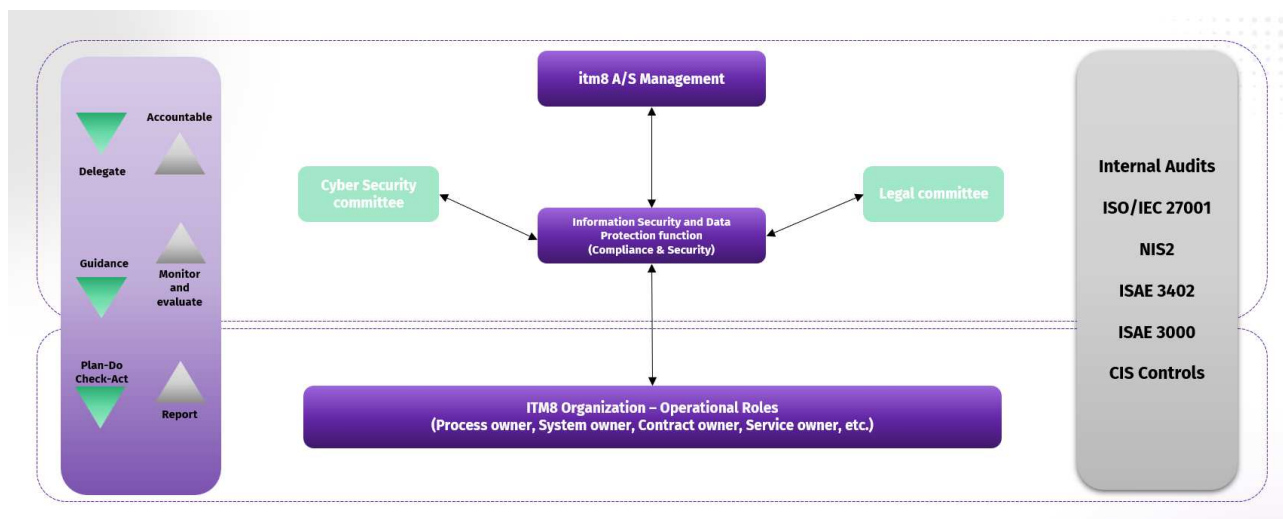 Delegate
Accountable
Guidance
Monitor
and
evaluate
Plan-Do
Check-Act
Report
itm8 A/S Management
Cyber Security
committee
Legal committee
Information Security and Data
Protection function
(Compliance & Security)
ITM8 Organization – Operational Roles
(Process owner, System owner, Contract owner, Service owner, etc.)
Internal Audits
ISO/IEC 27001
NIS2
ISAE 3402
ISAE 3000
CIS Controls